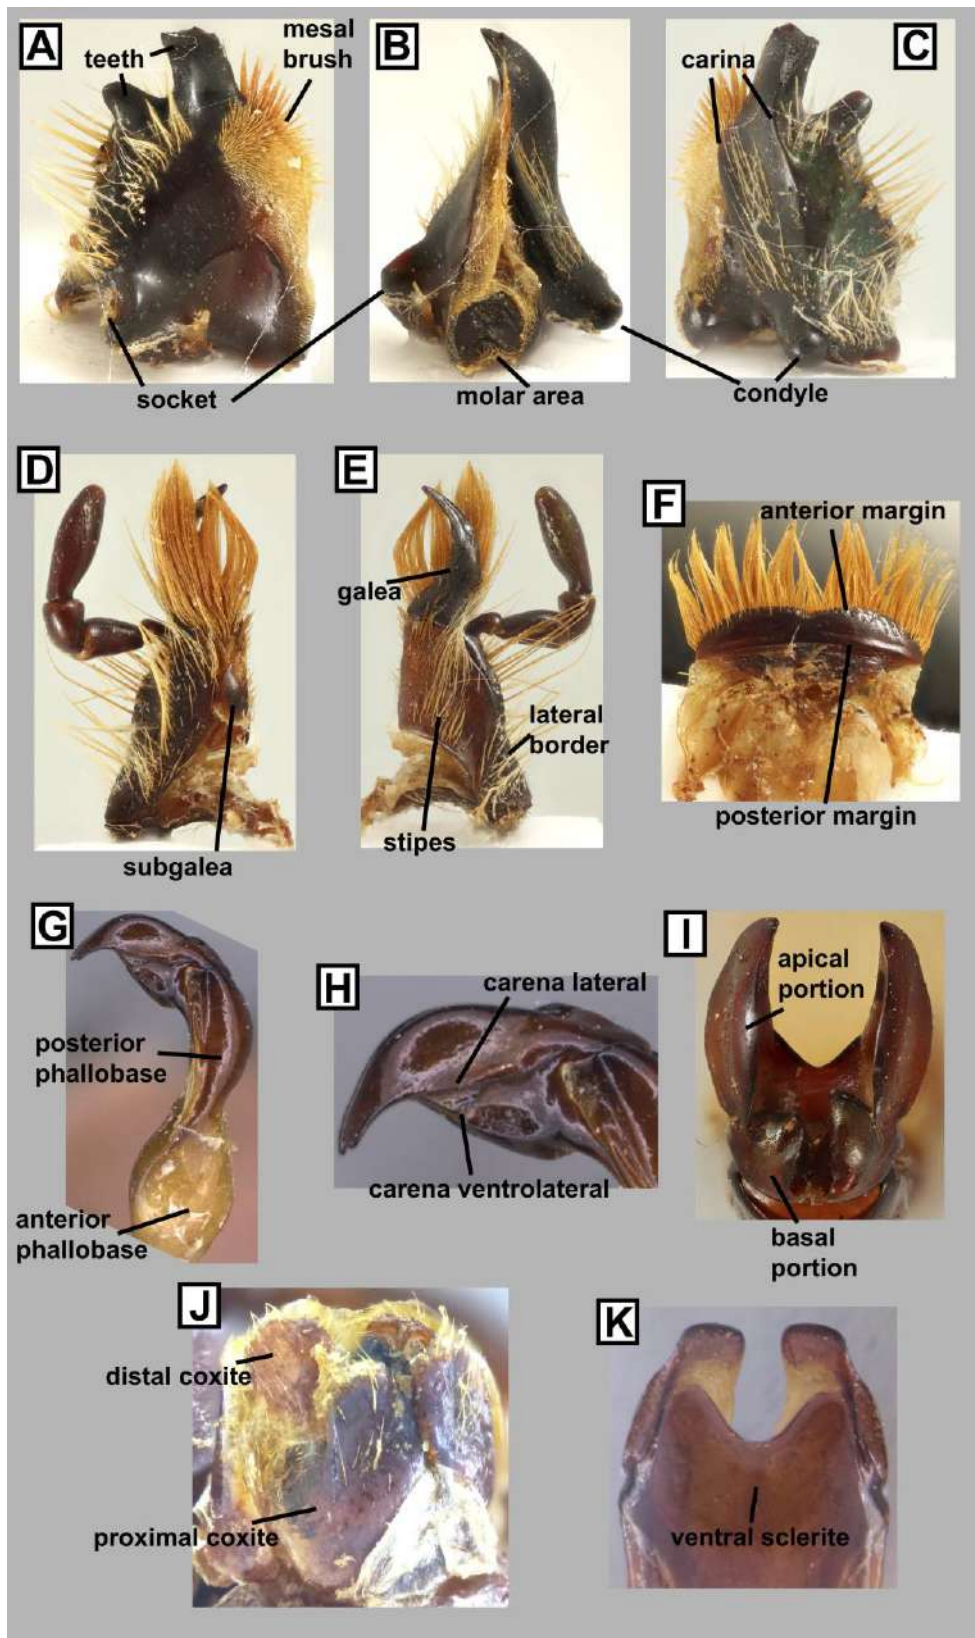 A
teeth
mesal
brush
B
C
carina
socket
molar area
condyle
D
subgalea
E
galea
lateral
border
stipes
F
anterior margin
posterior margin
G
posterior
phallobase
anterior
phallobase
H
carena lateral
carena ventrolateral
I
apical
portion
basal
portion
J
distal coxite
proximal coxite
K
ventral sclerite